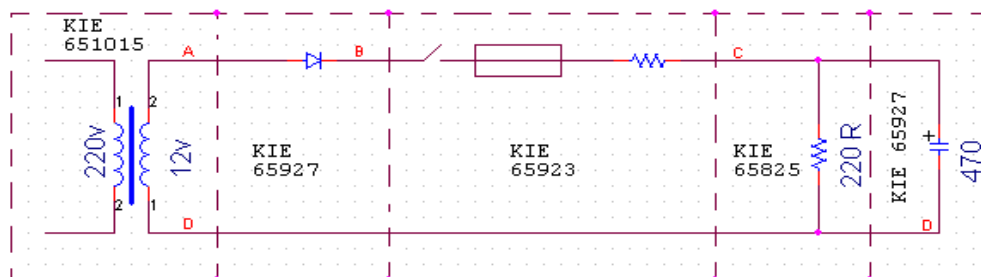 KIE
651015
A
B
C
1
2
220v
12v
2
1
KIE
65927
KIE
65923
KIE
65825
220 R
KIE 65927
+
470
D
D